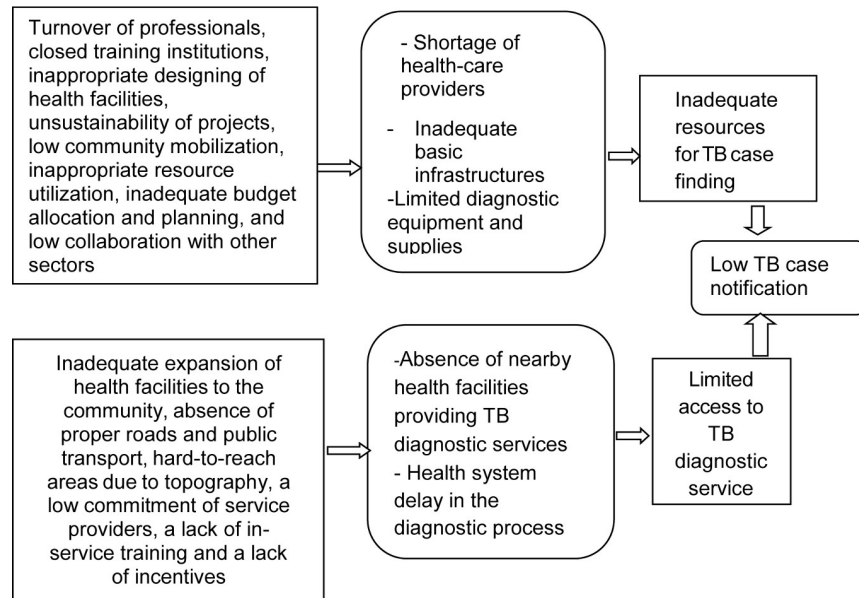 Turnover of professionals,
closed training institutions,
inappropriate designing of
health facilities,
unsustainability of projects,
low community mobilization,
inappropriate resource
utilization, inadequate budget
allocation and planning, and
low collaboration with other
sectors
- Shortage of
health-care
providers
- Inadequate
basic
infrastructures
-Limited diagnostic
equipment and
supplies
Inadequate
resources
for TB case
finding
Low TB case
notification
Inadequate expansion of
health facilities to the
community, absence of
proper roads and public
transport, hard-to-reach
areas due to topography, a
low commitment of service
providers, a lack of in-
service training and a lack
of incentives
-Absence of nearby
health facilities
providing TB
diagnostic services
- Health system
delay in the
diagnostic process
Limited
access to
TB
diagnostic
service